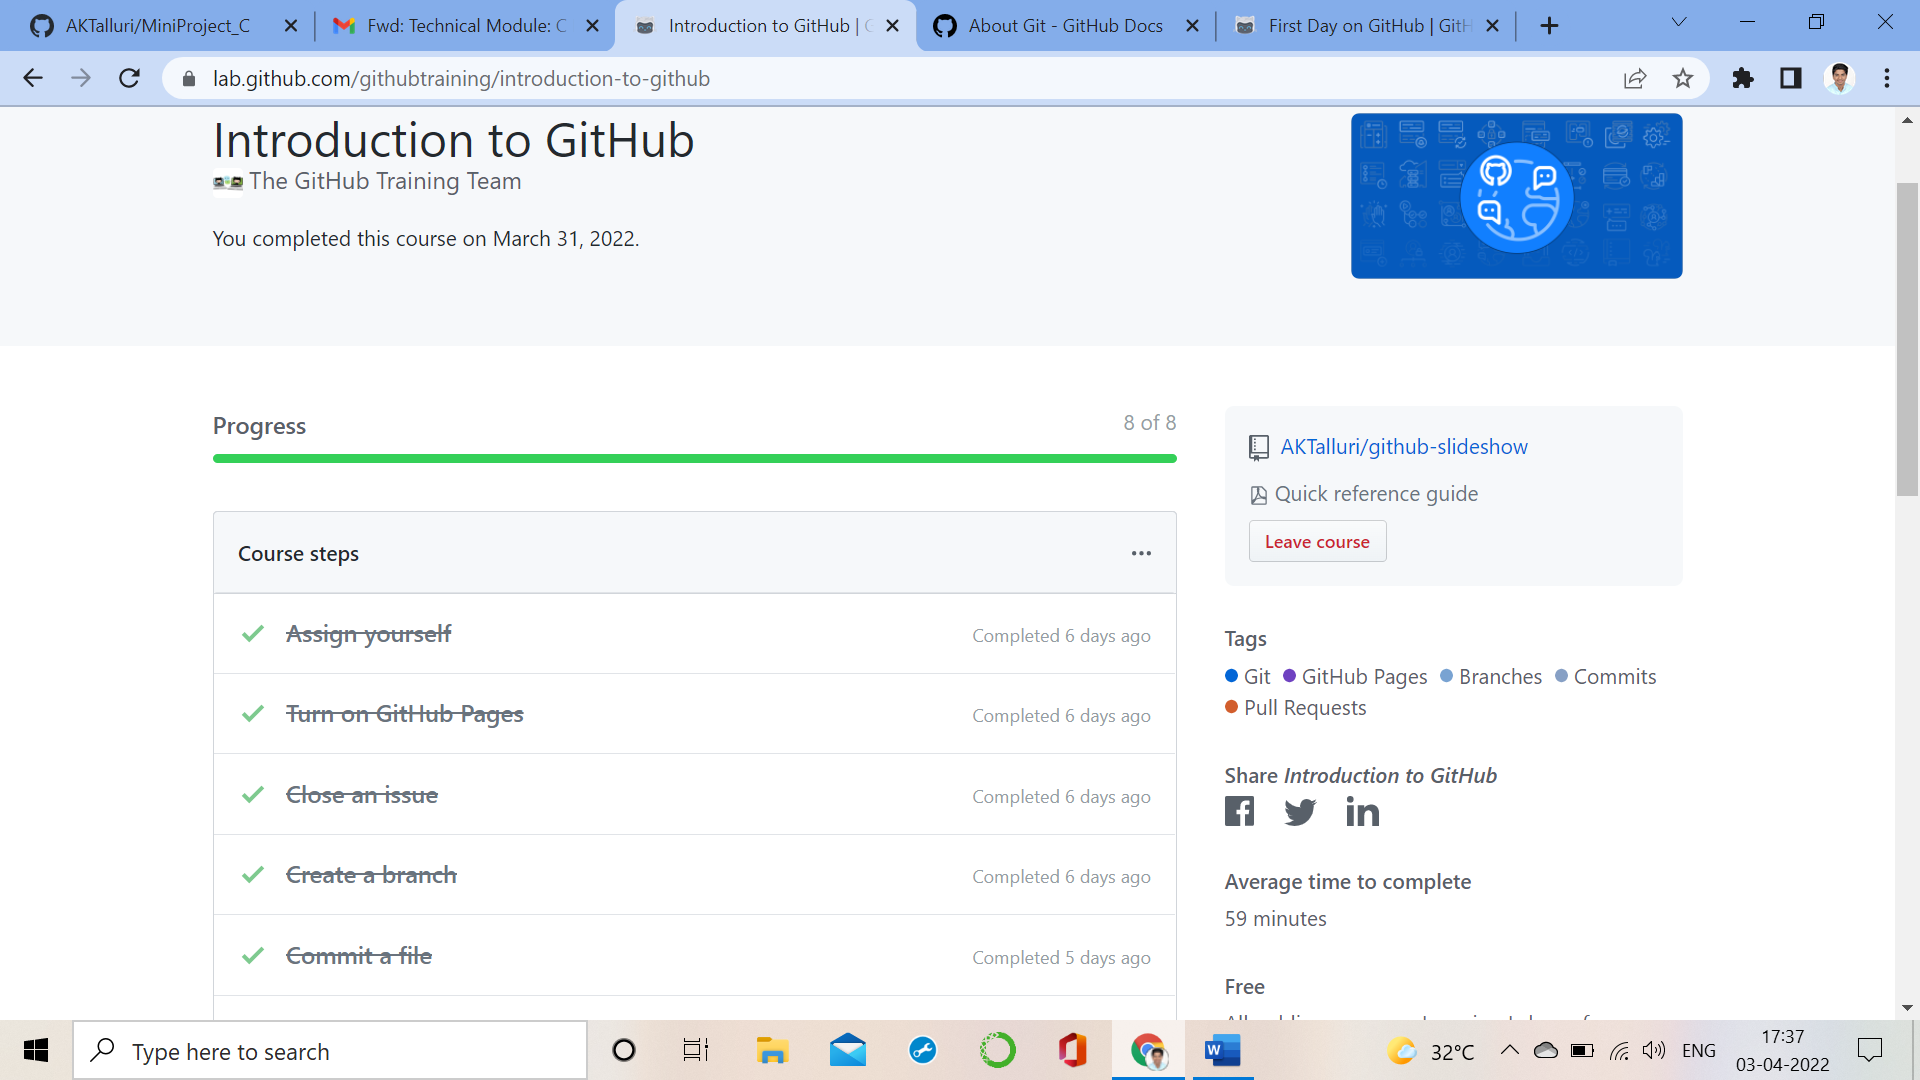 AKTalluri/MiniProject_C
Fwd: Technical Module: C
Introduction to GitHub | G
About Git - GitHub Docs
First Day on GitHub | GitH
lab.github.com/githubtraining/introduction-to-github
Introduction to GitHub
The GitHub Training Team
You completed this course on March 31, 2022.
Progress
8 of 8
Course steps
Assign yourself
Completed 6 days ago
Turn on GitHub Pages
Completed 6 days ago
Close an issue
Completed 6 days ago
Create a branch
Completed 6 days ago
Commit a file
Completed 5 days ago
AKTalluri/github-slideshow
Quick reference guide
Leave course
Tags
Git GitHub Pages Branches Commits
Pull Requests
Share Introduction to GitHub
Average time to complete
59 minutes
Free
Type here to search
32°C
ENG
17:37
03-04-2022